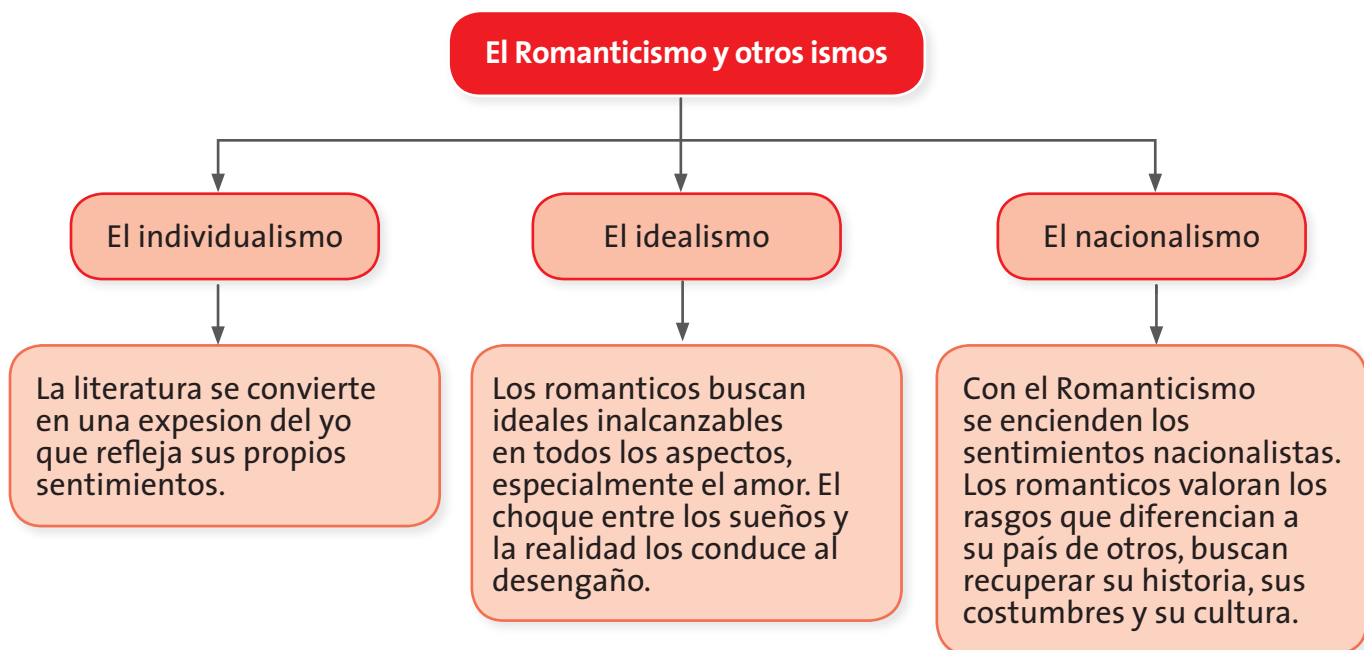 El Romanticismo y otros ismos
El individualismo
El idealismo
El nacionalismo
La literatura se convierte
en una expesion del yo
que refleja sus propios
sentimientos.
Los romanticos buscan
ideales inalcanzables
en todos los aspectos,
especialmente el amor. El
choque entre los sueños y
la realidad los conduce al
desengaño.
Con el Romanticismo
se encienden los
sentimientos nacionalistas.
Los romanticos valoran los
rasgos que diferencian a
su país de otros, buscan
recuperar su historia, sus
costumbres y su cultura.